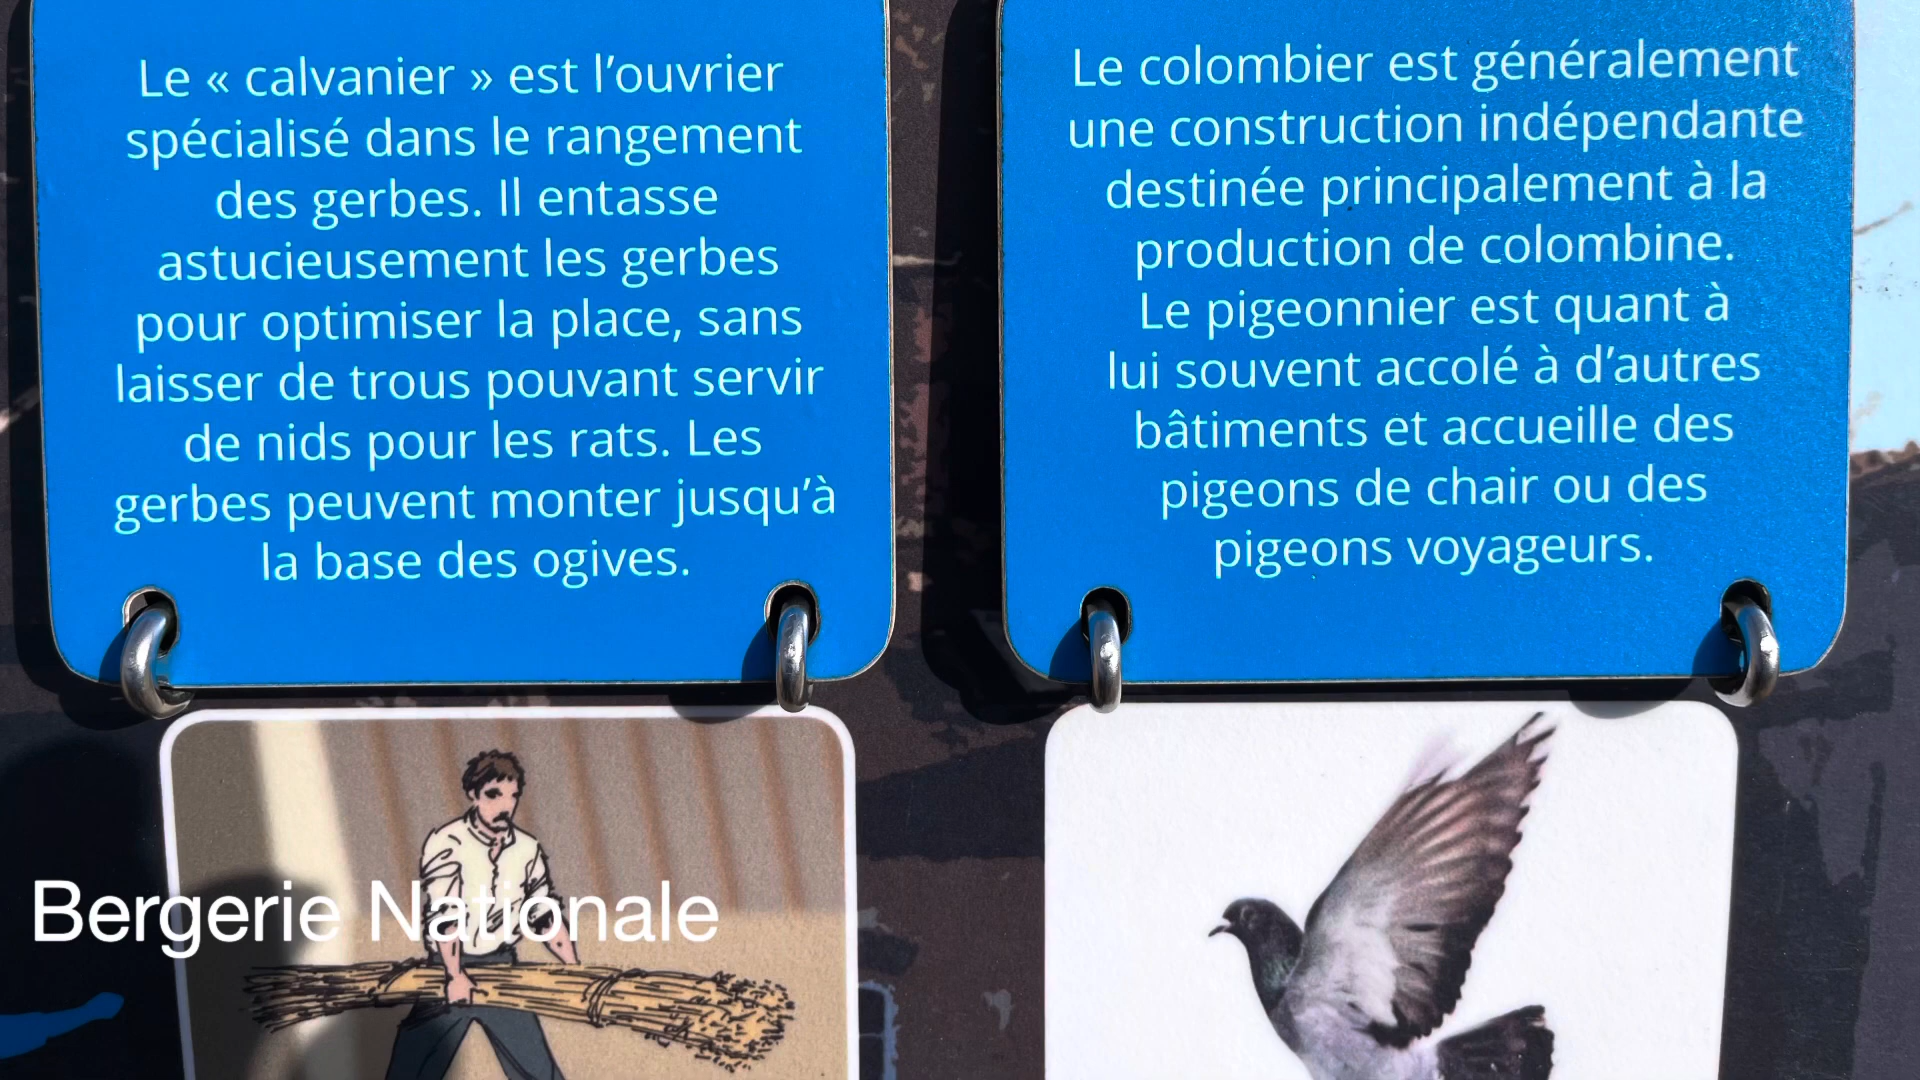 Le « calvanier » est l’ouvrier
spécialisé dans le rangement
des gerbes. Il entasse
astucieusement les gerbes
pour optimiser la place, sans
laisser de trous pouvant servir
de nids pour les rats. Les
gerbes peuvent monter jusqu’à
la base des ogives.
Le colombier est généralement
une construction indépendante
destinée principalement à la
production de colombine.
Le pigeonnier est quant à
lui souvent accolé à d’autres
bâtiments et accueille des
pigeons de chair ou des
pigeons voyageurs.
Bergerie Nationale